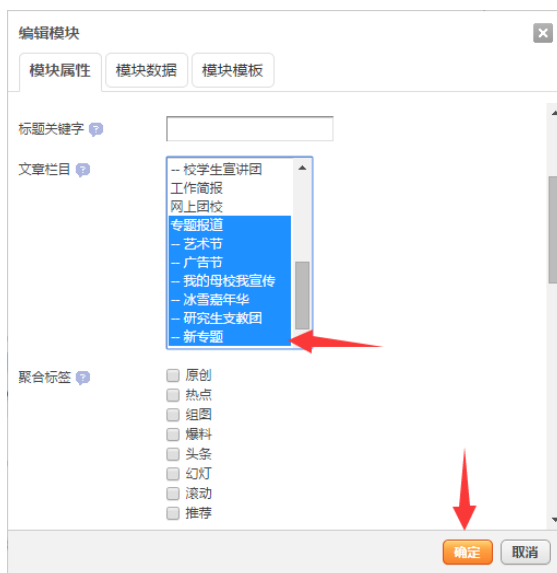 编辑模块
模块属性 模块数据 模块模板
标题关键字
文章栏目
-- 校学生宣讲团
工作简报
网上团校
专题报道
-- 艺术节
-- 广告节
-- 我的母校我宣传
-- 冰雪嘉年华
-- 研究生支教团
-- 新专题
聚合标签
原创
热点
组图
爆料
头条
幻灯
滚动
推荐
确定 取消